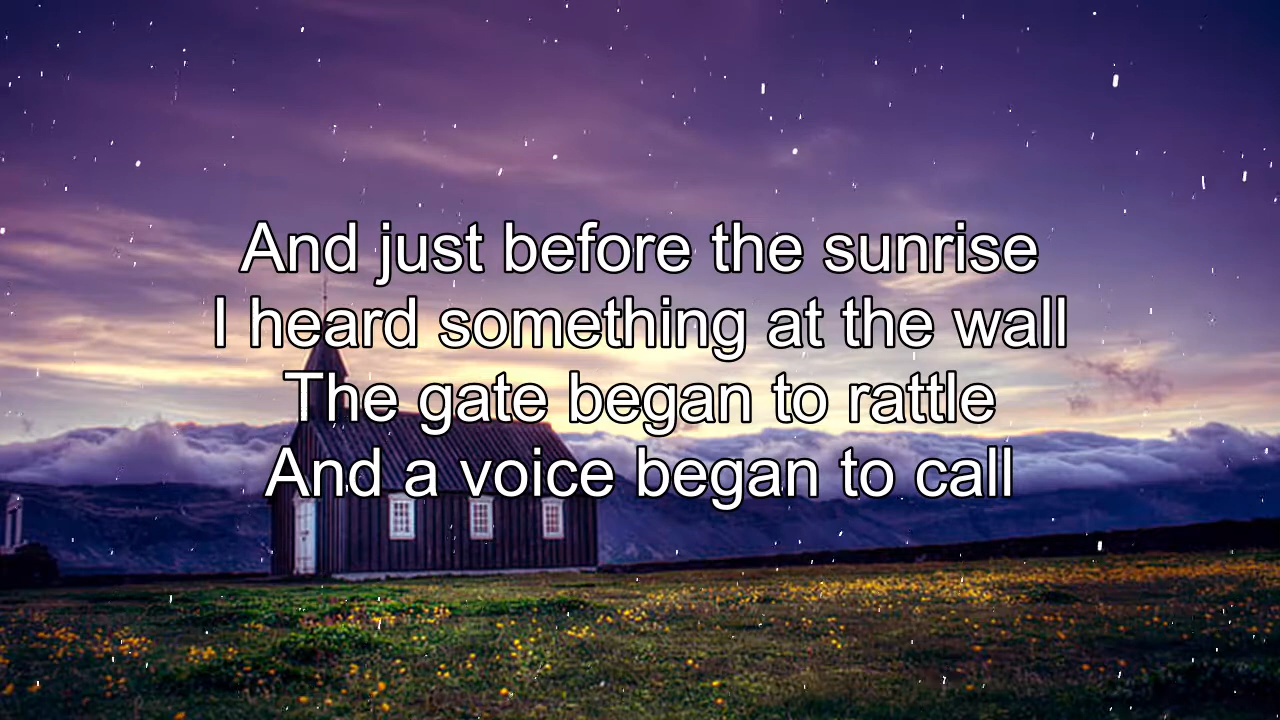 And just before the sunrise
I heard something at the wall
The gate began to rattle
And a voice began to call